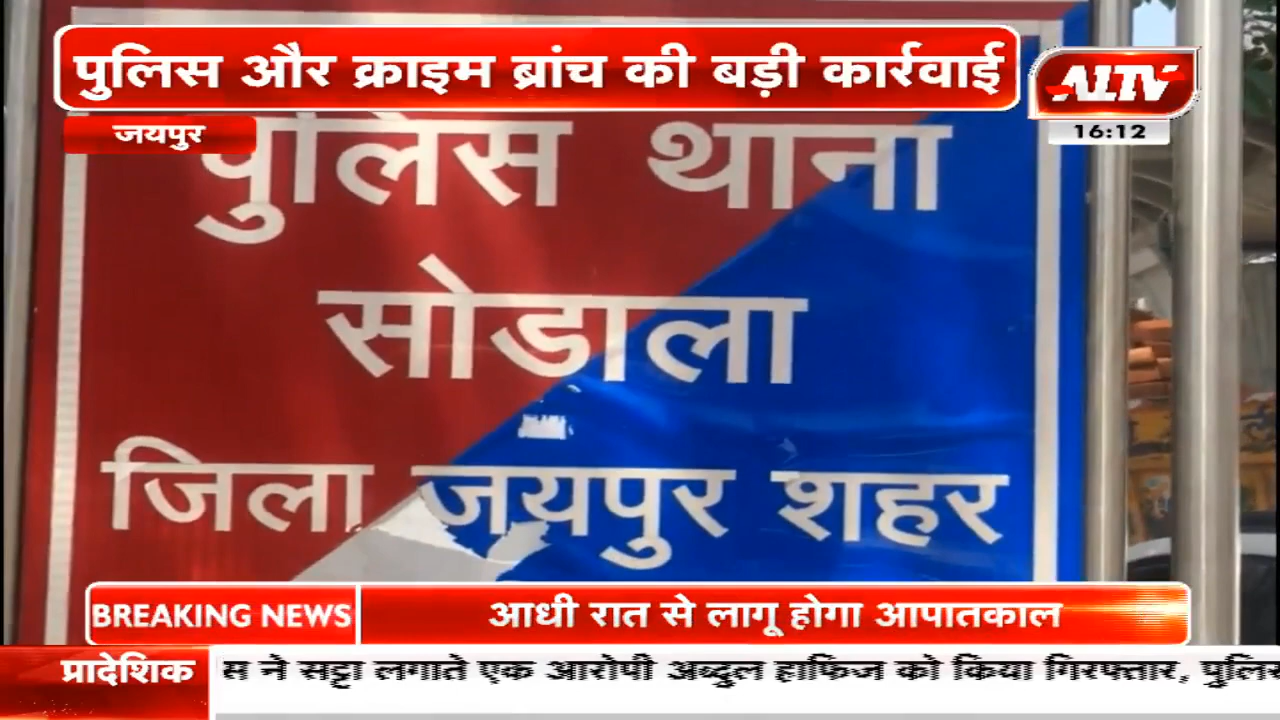 पुलिस और क्राइम ब्रांच की बड़ी कार्रवाई
ALTV
16:12
जयपुर
पुलिस थाना
सोडाला
जिला जयपुर शहर
BREAKING NEWS
आधी रात से लागू होगा आपातकाल
प्रादेशिक
स ने सट्टा लगाते एक आरोपी अब्दुल हाफिज को किया गिरफ्तार, पुलिस